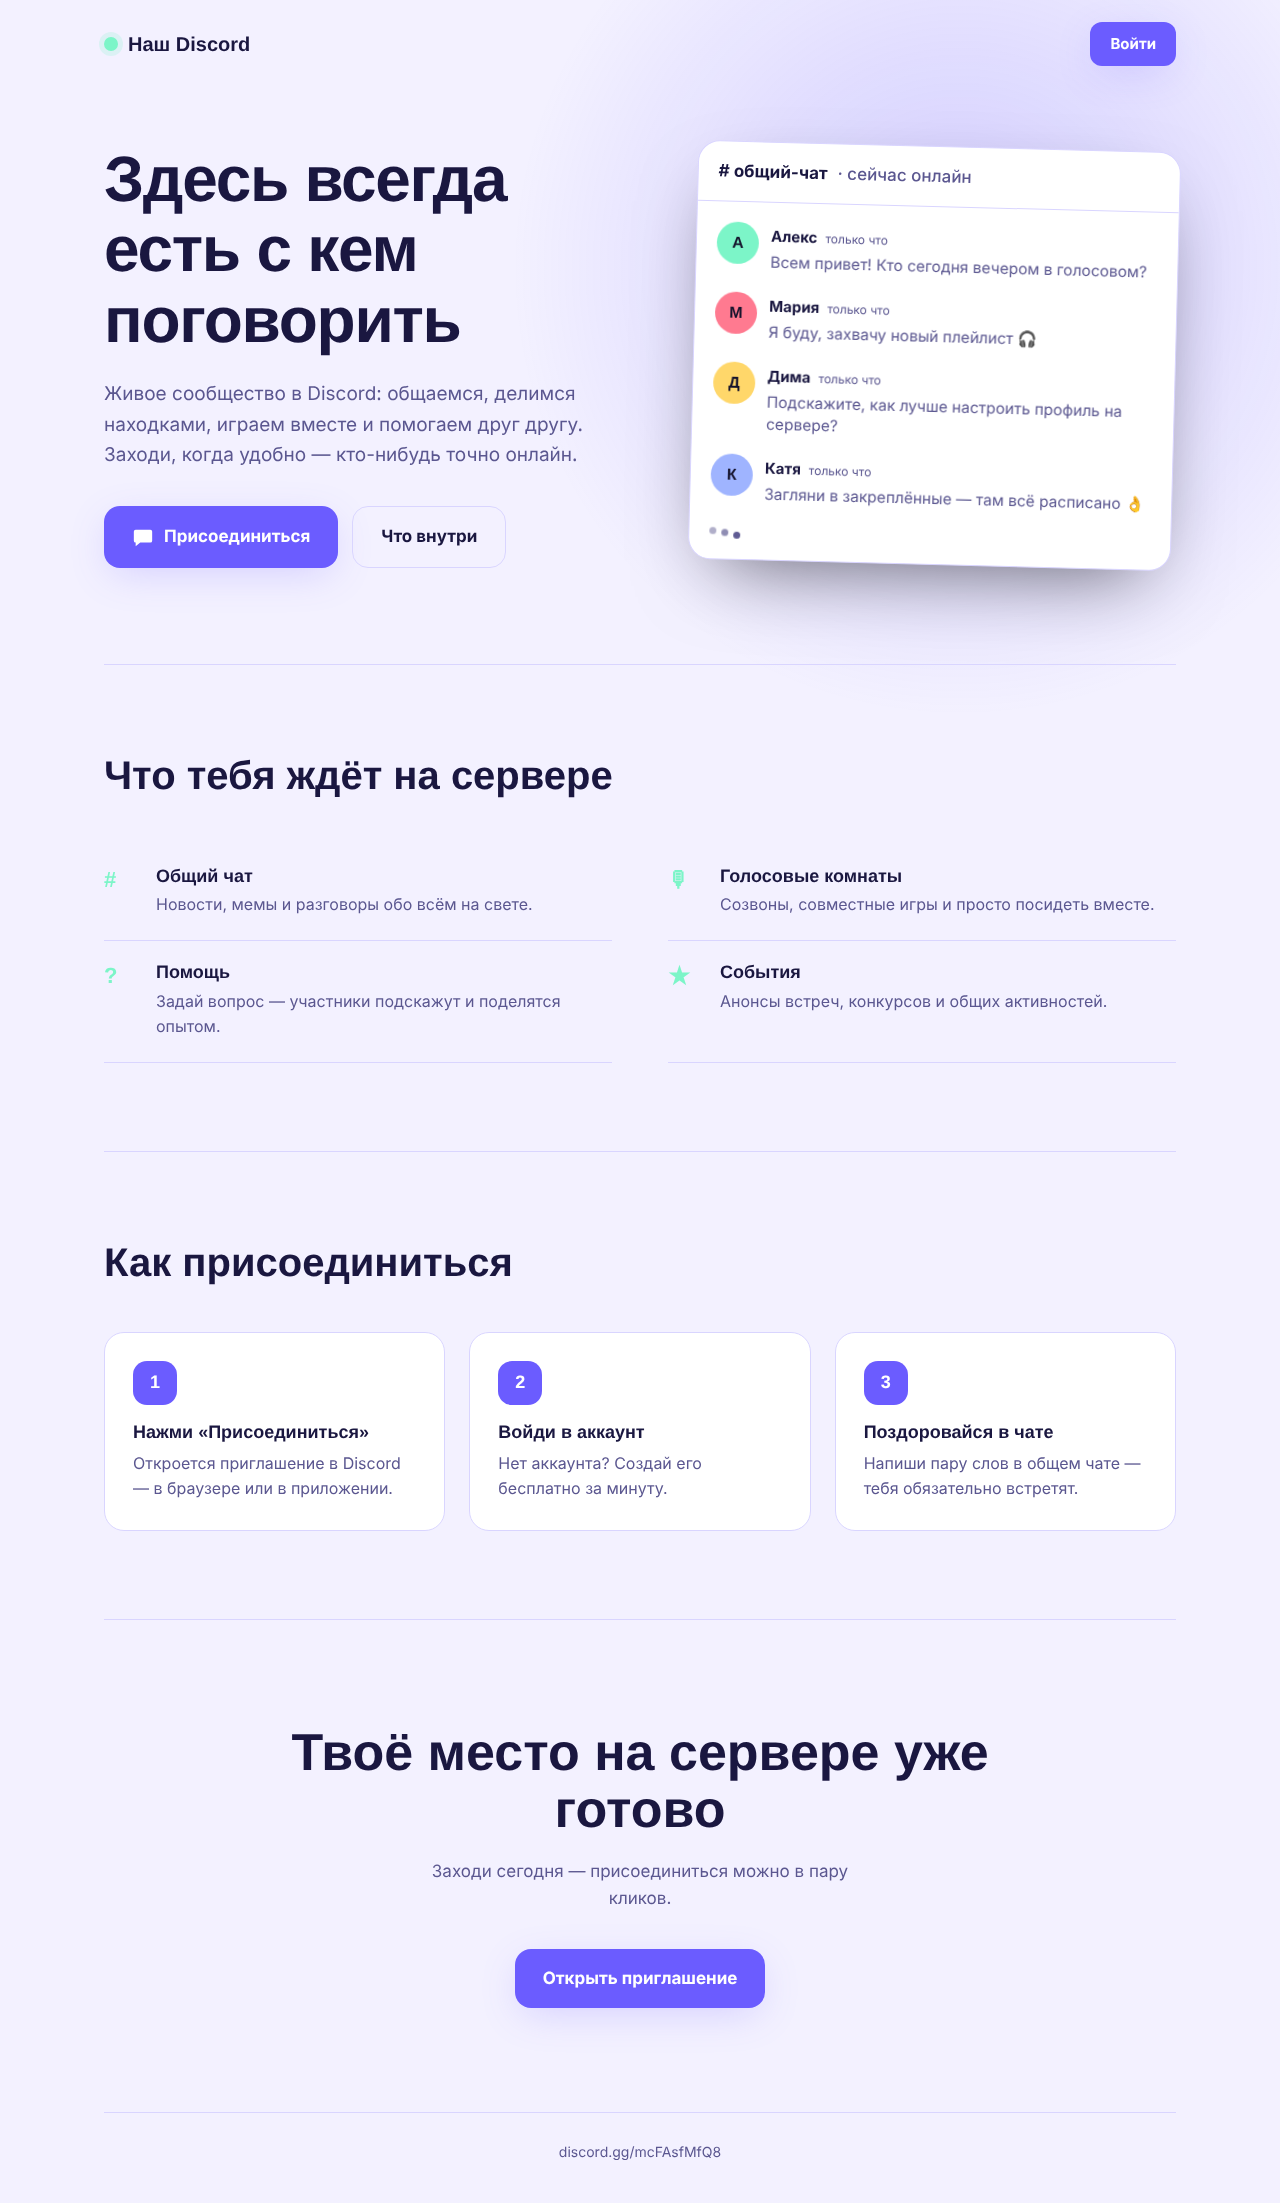 Наш Discord
Войти
Здесь всегда
есть с кем
поговорить
Живое сообщество в Discord: общаемся, делимся
находками, играем вместе и помогаем друг другу.
Заходи, когда удобно — кто-нибудь точно онлайн.
Присоединиться
Что внутри
# общий-чат · сейчас онлайн
А
Алекс только что
Всем привет! Кто сегодня вечером в голосовом?
М
Мария только что
Я буду, захвачу новый плейлист 🎧
Д
Дима только что
Подскажите, как лучше настроить профиль на
сервере?
К
Катя только что
Загляни в закреплённые — там всё расписано 👌
Что тебя ждёт на сервере
#
Общий чат
Новости, мемы и разговоры обо всём на свете.
🎙
Голосовые комнаты
Созвоны, совместные игры и просто посидеть вместе.
?
Помощь
Задай вопрос — участники подскажут и поделятся
опытом.
★
События
Анонсы встреч, конкурсов и общих активностей.
Как присоединиться
1
Нажми «Присоединиться»
Откроется приглашение в Discord
— в браузере или в приложении.
2
Войди в аккаунт
Нет аккаунта? Создай его
бесплатно за минуту.
3
Поздоровайся в чате
Напиши пару слов в общем чате —
тебя обязательно встретят.
Твоё место на сервере уже
готово
Заходи сегодня — присоединиться можно в пару
кликов.
Открыть приглашение
discord.gg/mcFAsfMfQ8